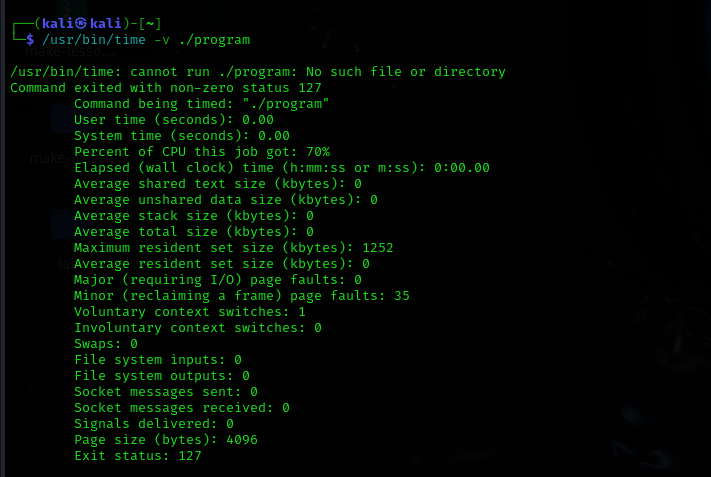 ┌──(kali㉿kali)-[~]
└─$ /usr/bin/time -v ./program
make-lesso...
/usr/bin/time: cannot run ./program: No such file or directory
Command exited with non-zero status 127
Command being timed: "./program"
User time (seconds): 0.00
System time (seconds): 0.00
Percent of CPU this job got: 70%
Elapsed (wall clock) time (h:mm:ss or m:ss): 0:00.00
Average shared text size (kbytes): 0
Average unshared data size (kbytes): 0
Average stack size (kbytes): 0
Average total size (kbytes): 0
Maximum resident set size (kbytes): 1252
Average resident set size (kbytes): 0
Major (requiring I/O) page faults: 0
Minor (reclaiming a frame) page faults: 35
Voluntary context switches: 1
Involuntary context switches: 0
Swaps: 0
File system inputs: 0
File system outputs: 0
Socket messages sent: 0
Socket messages received: 0
Signals delivered: 0
Page size (bytes): 4096
Exit status: 127